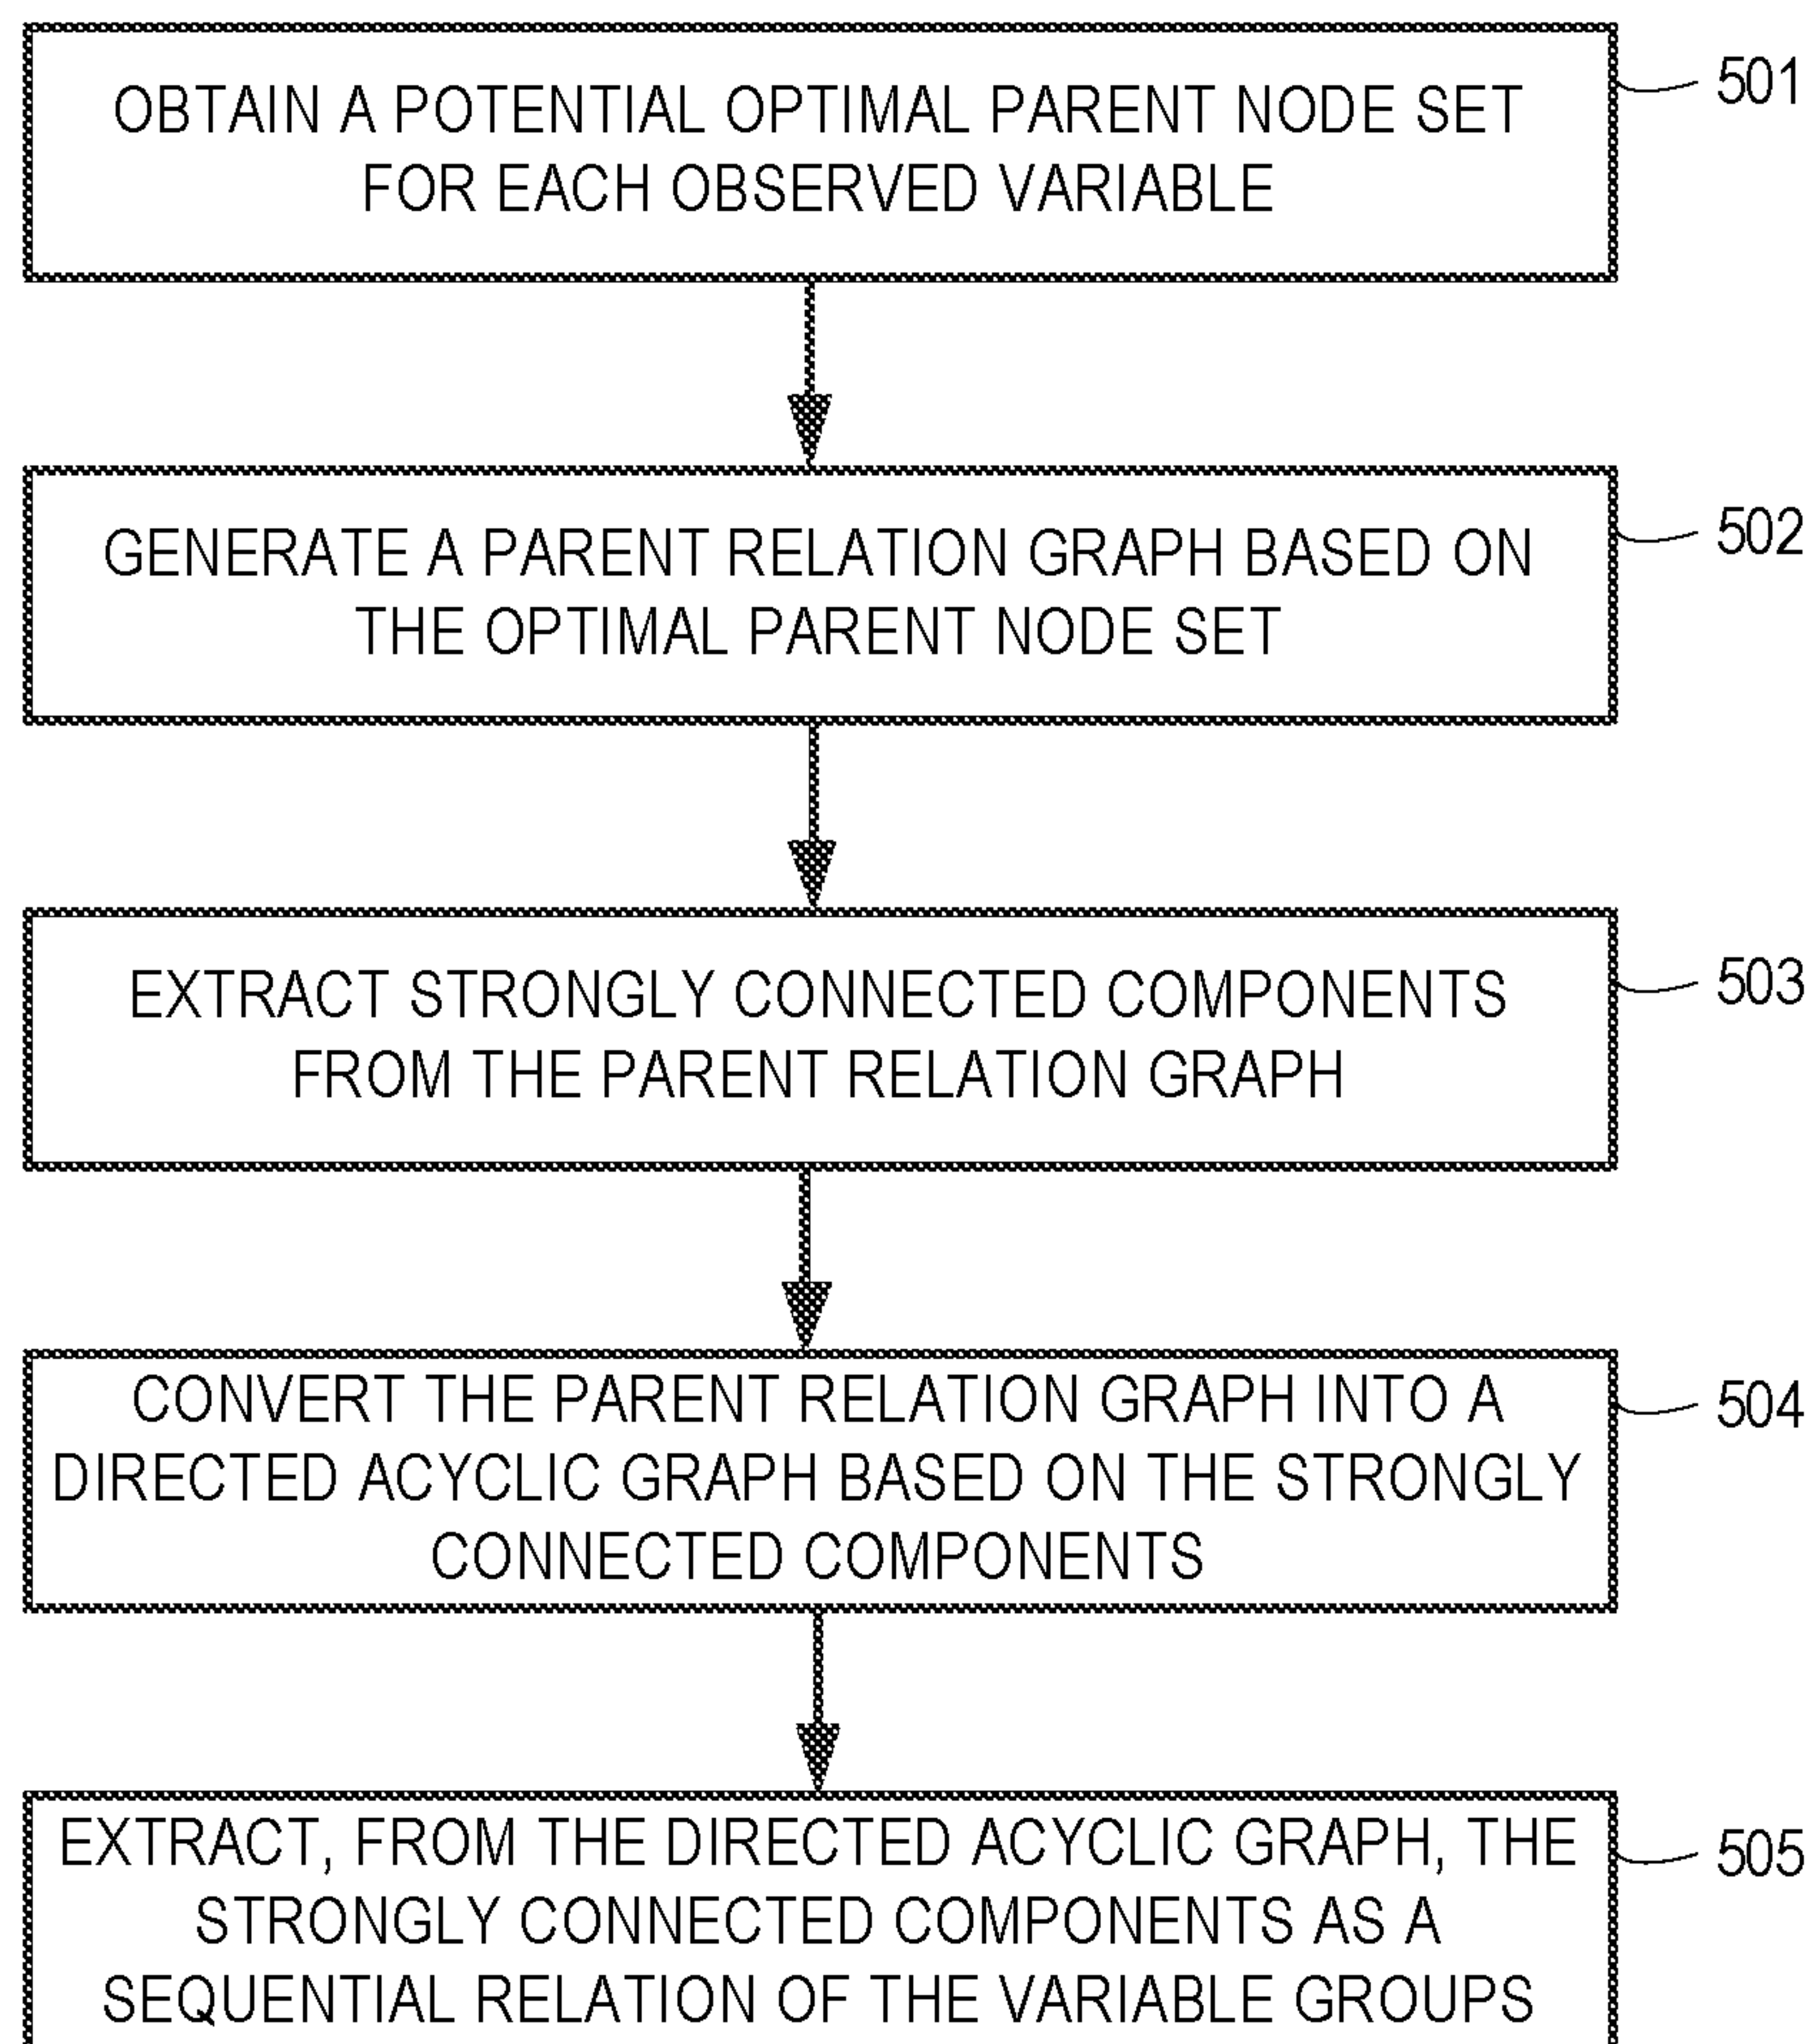 OBTAIN A POTENTIAL OPTIMAL PARENT NODE SET
FOR EACH OBSERVED VARIABLE
501
GENERATE A PARENT RELATION GRAPH BASED ON
THE OPTIMAL PARENT NODE SET
502
EXTRACT STRONGLY CONNECTED COMPONENTS
FROM THE PARENT RELATION GRAPH
503
CONVERT THE PARENT RELATION GRAPH INTO A
DIRECTED ACYCLIC GRAPH BASED ON THE STRONGLY
CONNECTED COMPONENTS
504
EXTRACT, FROM THE DIRECTED ACYCLIC GRAPH, THE
STRONGLY CONNECTED COMPONENTS AS A
SEQUENTIAL RELATION OF THE VARIABLE GROUPS
505